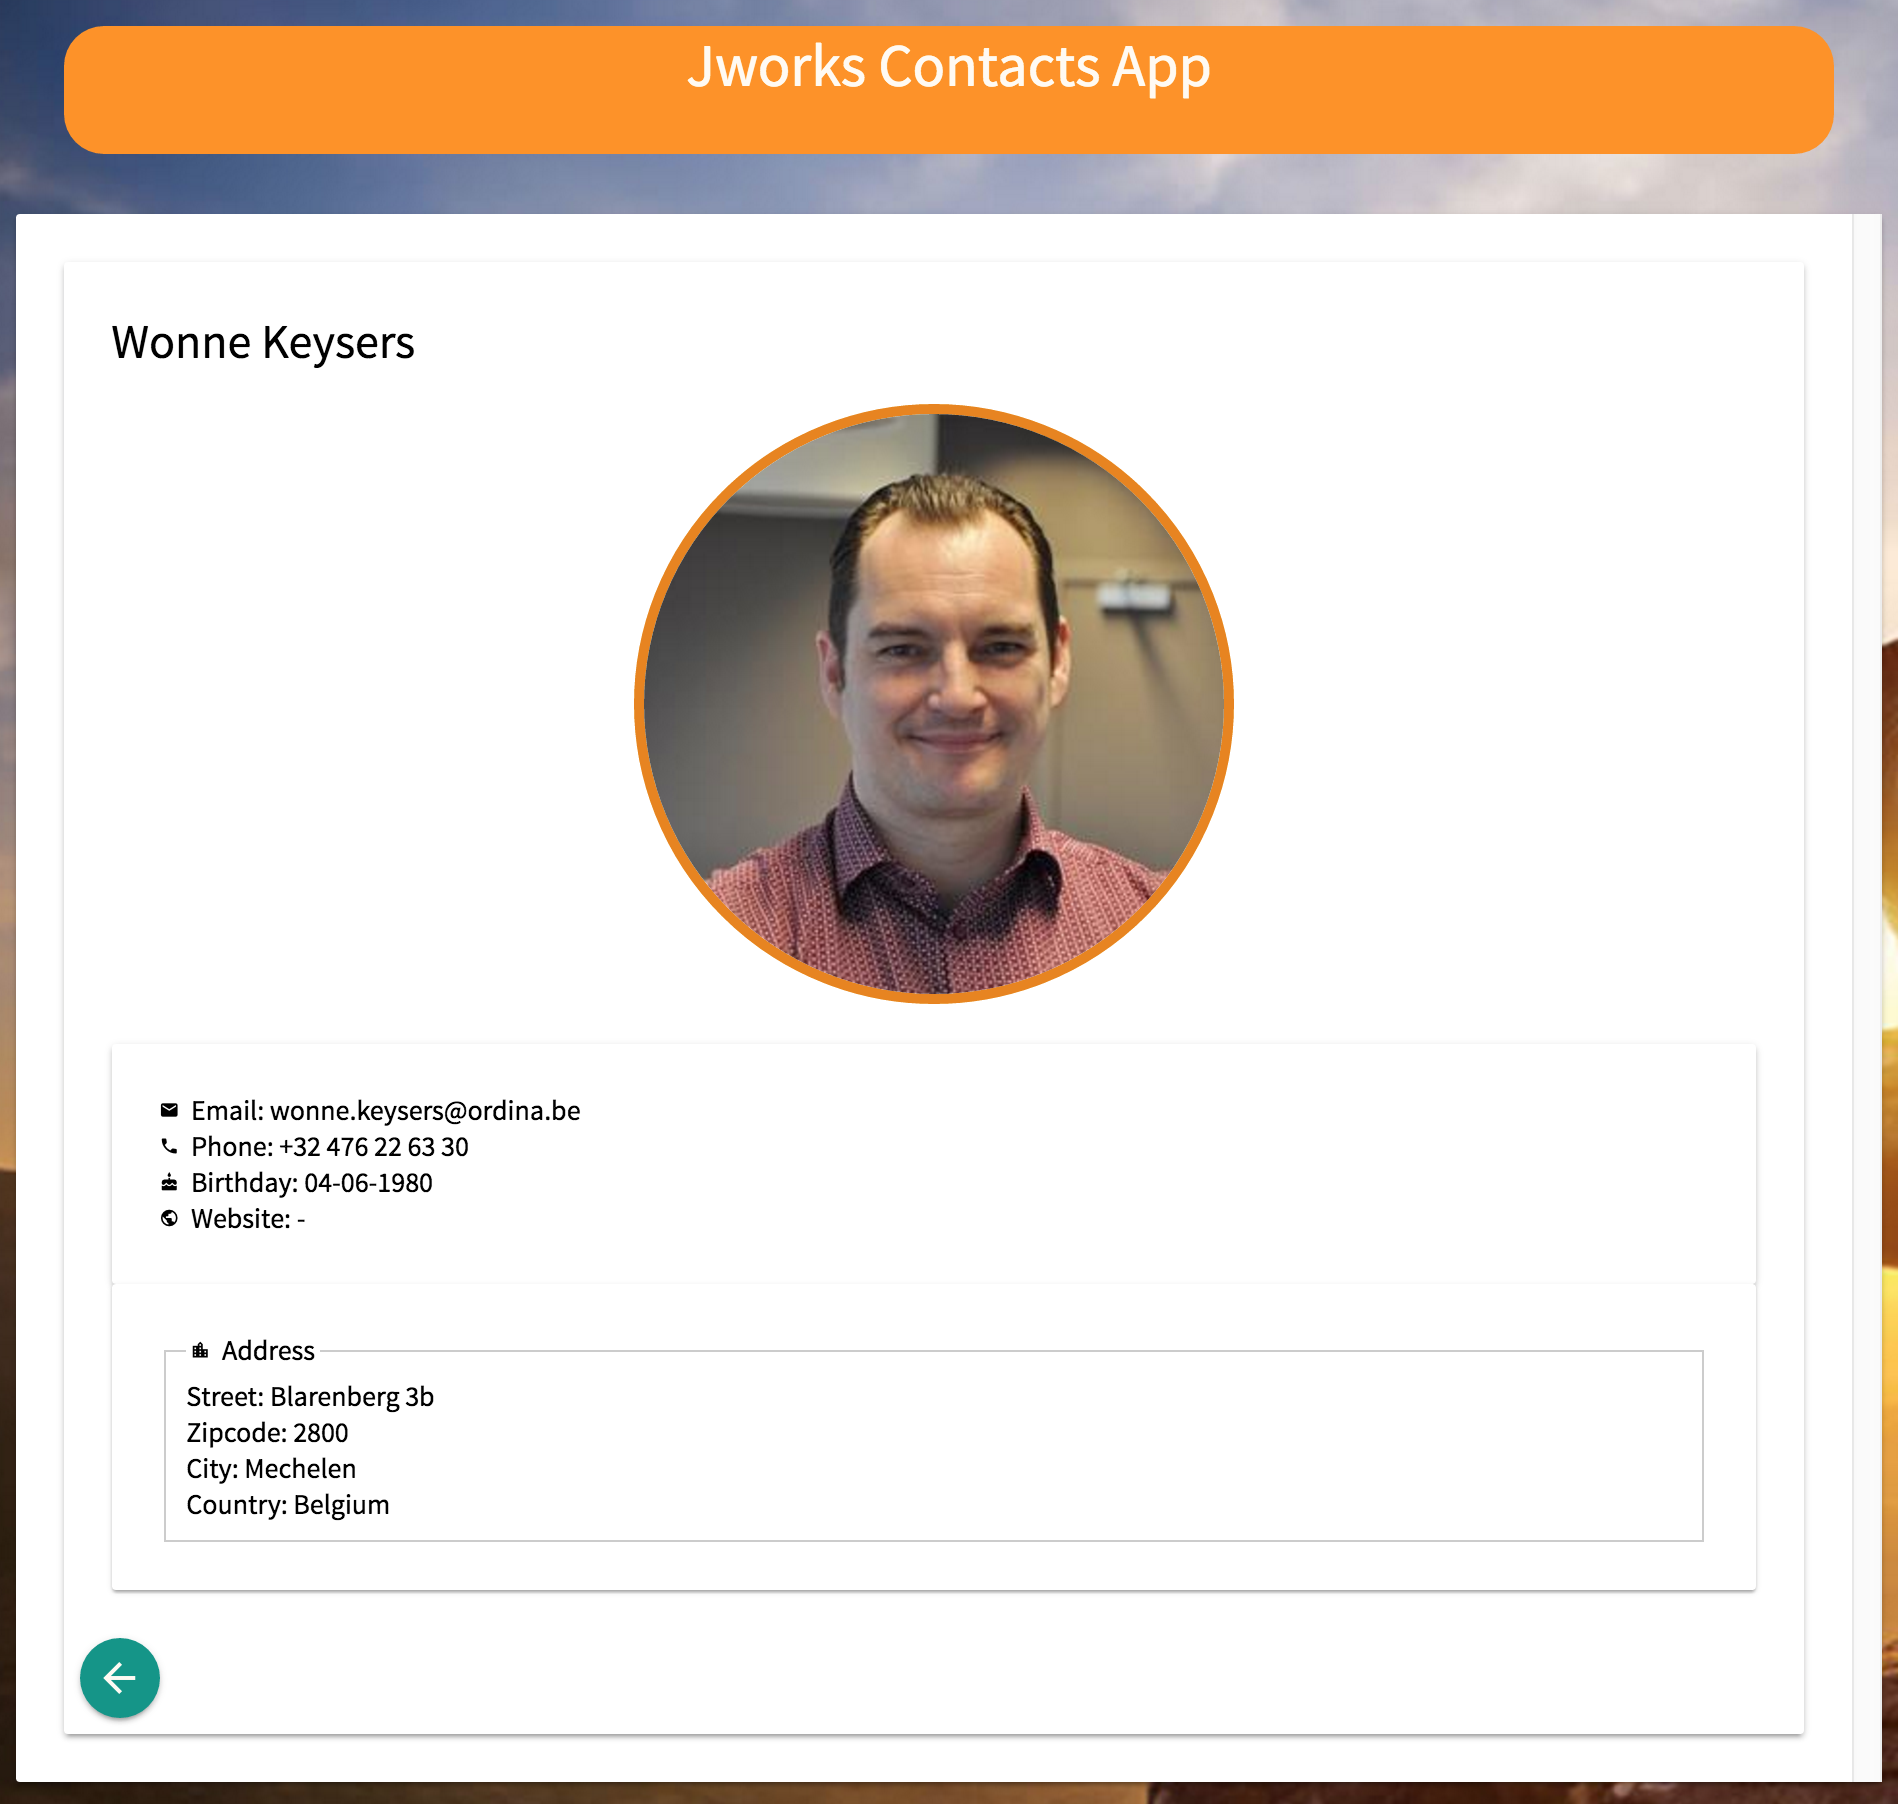 Jworks Contacts App
Wonne Keysers
Email: wonne.keysers@ordina.be
Phone: +32 476 22 63 30
Birthday: 04-06-1980
Website: -
Address
Street: Blarenberg 3b
Zipcode: 2800
City: Mechelen
Country: Belgium